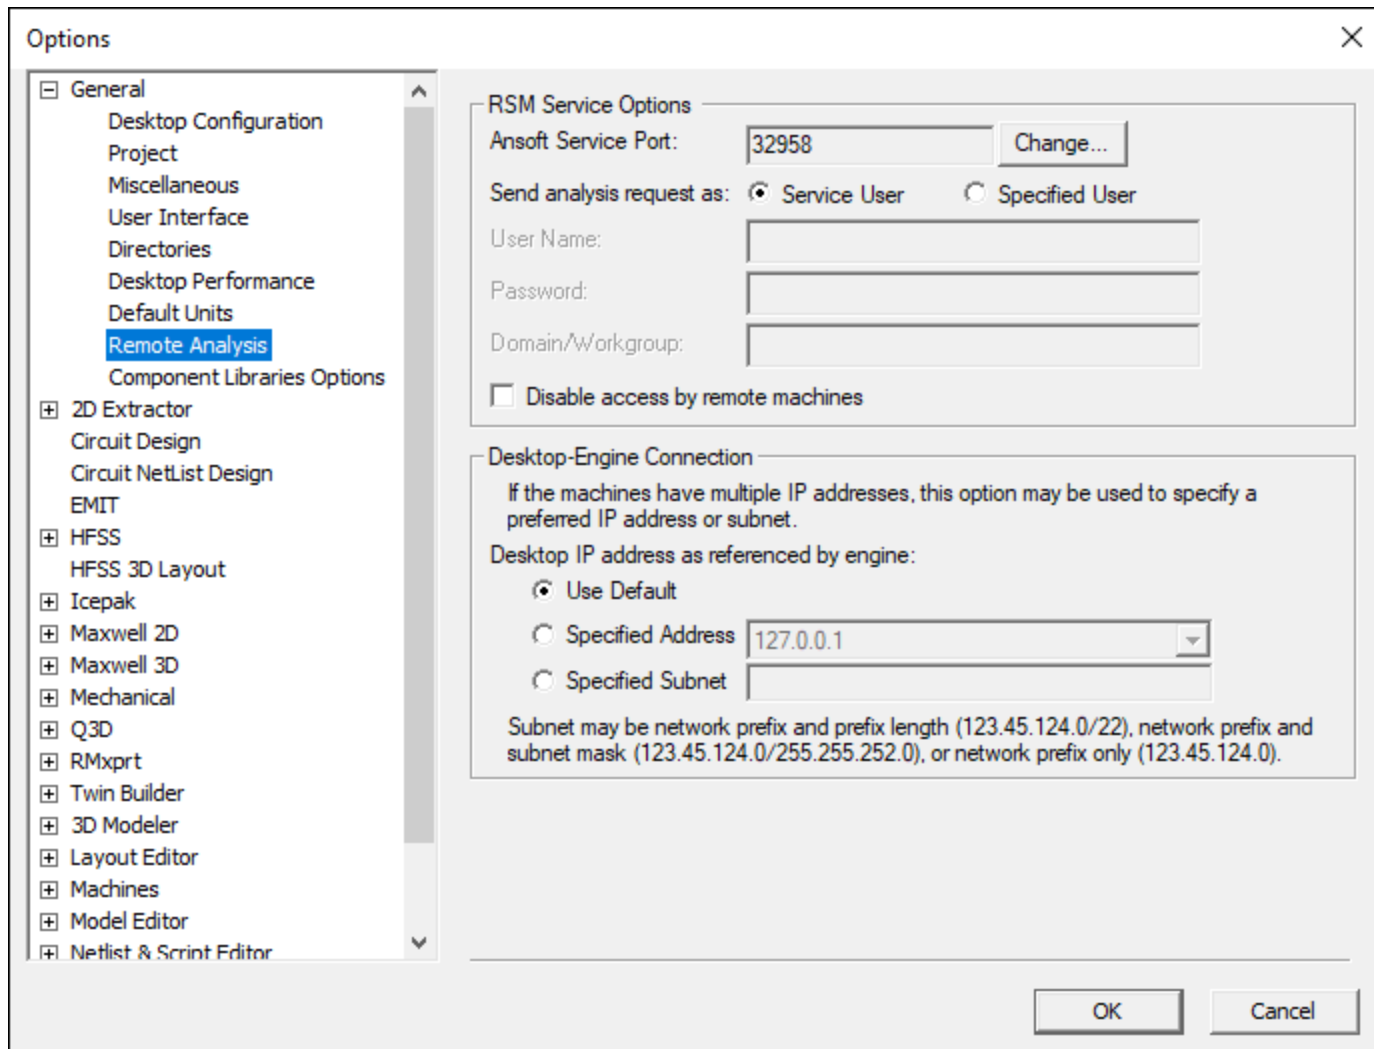 Options
General
Desktop Configuration
Project
Miscellaneous
User Interface
Directories
Desktop Performance
Default Units
Remote Analysis
Component Libraries Options
2D Extractor
Circuit Design
Circuit NetList Design
EMIT
HFSS
HFSS 3D Layout
Icepak
Maxwell 2D
Maxwell 3D
Mechanical
Q3D
RMxprt
Twin Builder
3D Modeler
Layout Editor
Machines
Model Editor
Netlist & Script Editor
RSM Service Options
Ansoft Service Port: 32958 Change...
Send analysis request as: Service User Specified User
User Name:
Password:
Domain/Workgroup:
Disable access by remote machines
Desktop-Engine Connection
If the machines have multiple IP addresses, this option may be used to specify a
preferred IP address or subnet.
Desktop IP address as referenced by engine:
Use Default
Specified Address 127.0.0.1
Specified Subnet
Subnet may be network prefix and prefix length (123.45.124.0/22), network prefix and
subnet mask (123.45.124.0/255.255.252.0), or network prefix only (123.45.124.0).
OK Cancel